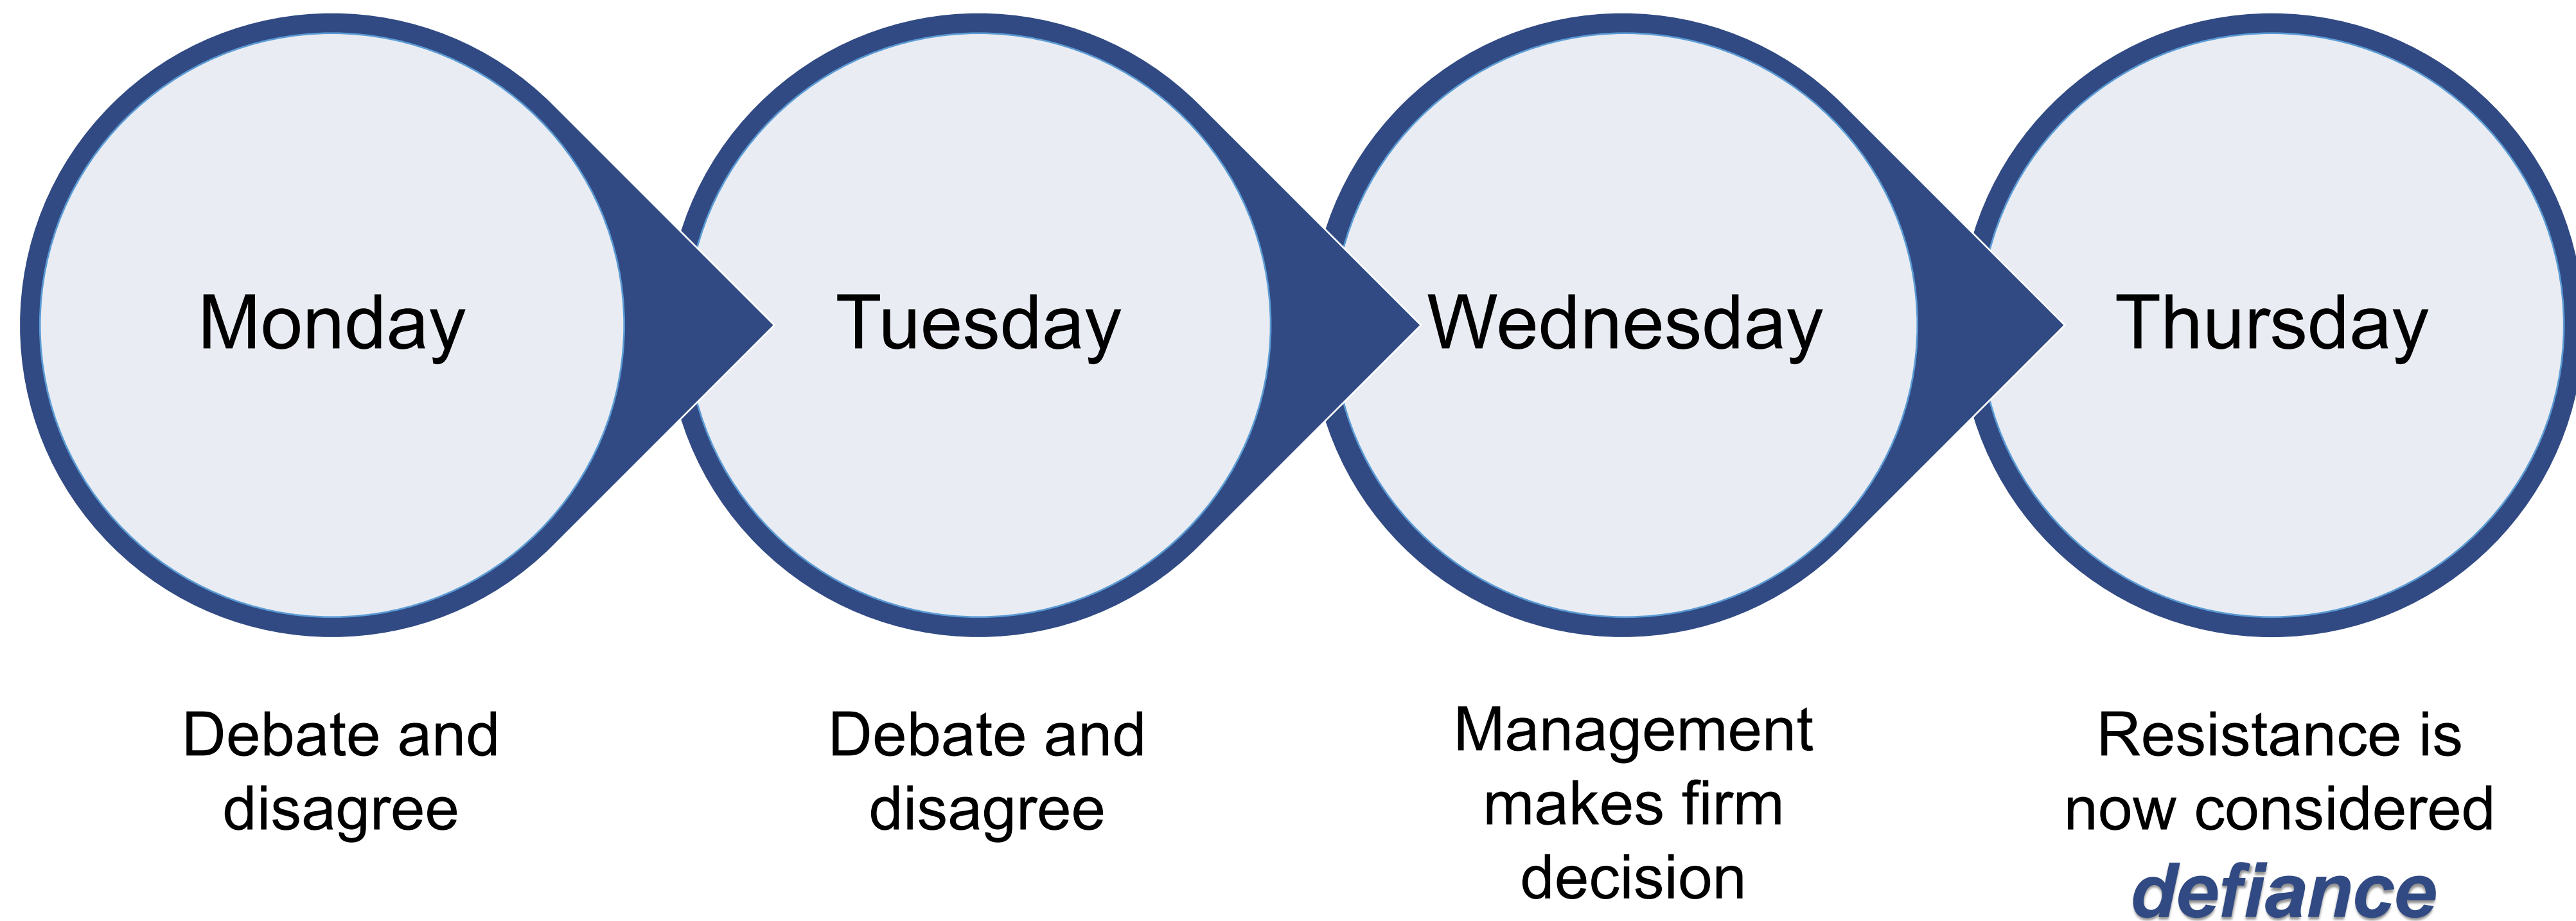 Monday
Tuesday
Wednesday
Thursday
Debate and
disagree
Debate and
disagree
Management
makes firm
decision
Resistance is
now considered
defiance